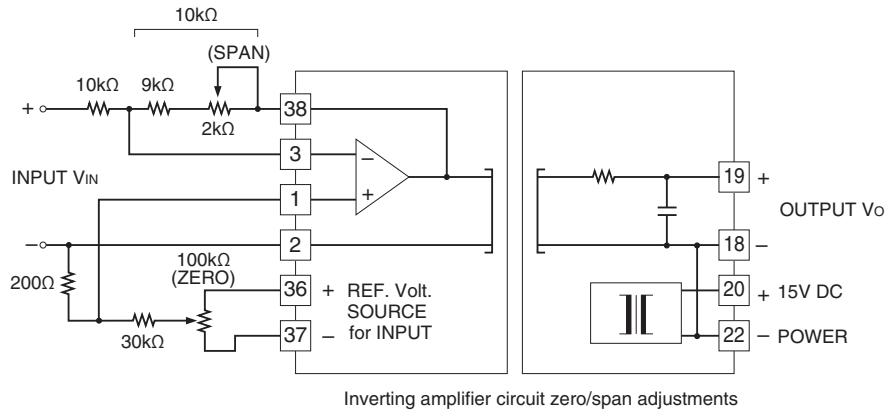 10kΩ
(SPAN)
10kΩ
9kΩ
2kΩ
38
+
3
–
INPUT VIN
1
+
19
+
OUTPUT VO
–
2
18
–
200Ω
100kΩ
(ZERO)
36
+
REF. Volt.
SOURCE
for INPUT
37
–
30kΩ
20
+
15V DC
22
–
POWER
Inverting amplifier circuit zero/span adjustments